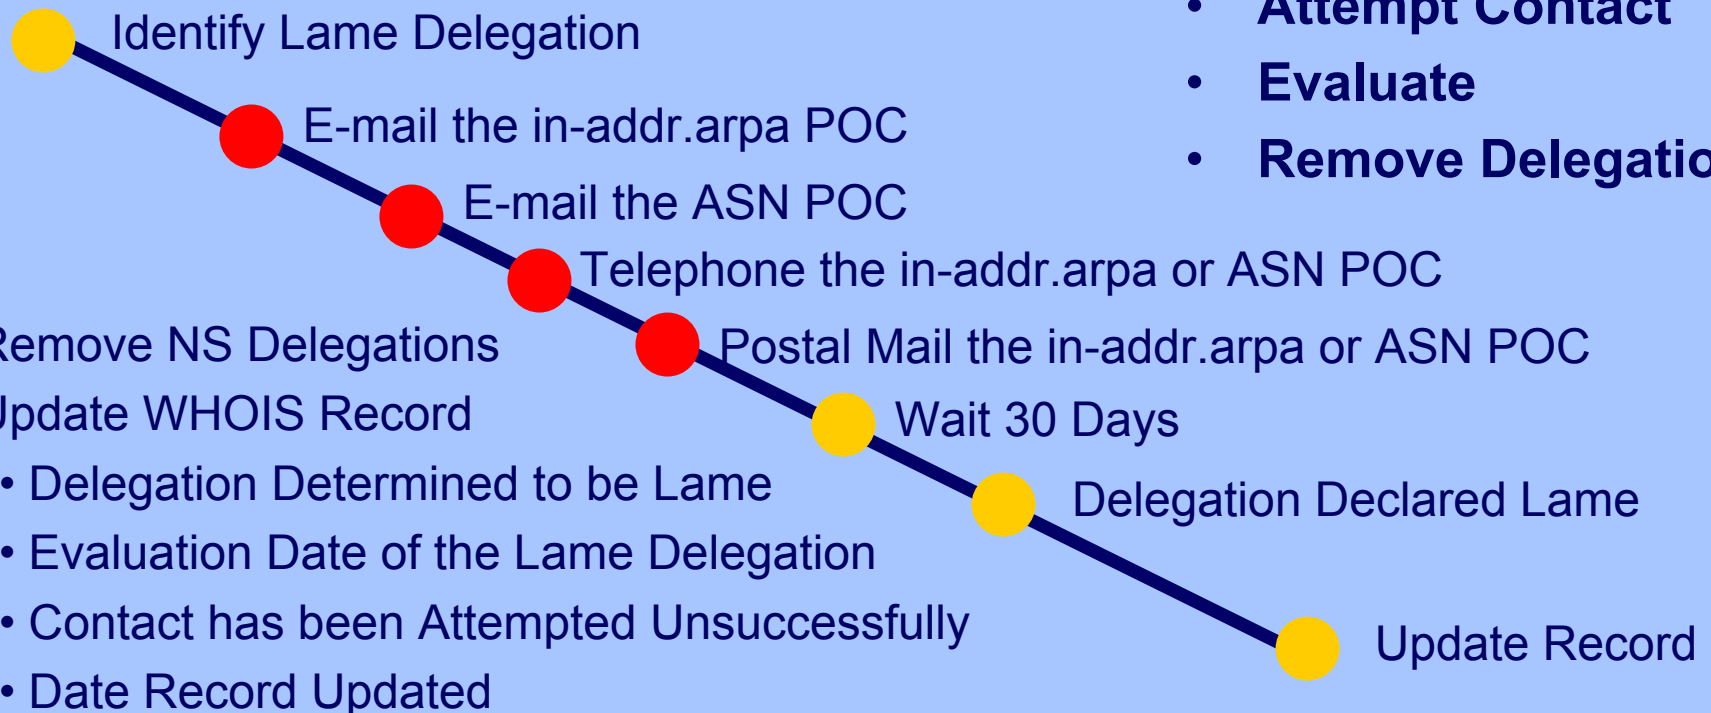 Identify Lame Delegation
• Attempt Contact
• Evaluate
• Remove Delegatio
E-mail the in-addr.arpa POC
E-mail the ASN POC
Telephone the in-addr.arpa or ASN POC
Postal Mail the in-addr.arpa or ASN POC
Wait 30 Days
Delegation Declared Lame
Update Record
Remove NS Delegations
Update WHOIS Record
• Delegation Determined to be Lame
• Evaluation Date of the Lame Delegation
• Contact has been Attempted Unsuccessfully
• Date Record Updated